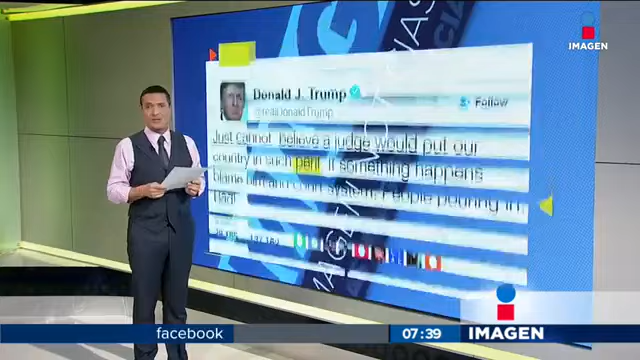 IMAGEN
Donald J. Trump
@realDonaldTrump
Follow
Just cannot believe a judge would put our
country in such peril. If something happens
blame him and court system. People pouring in.
Bad!
facebook
07:39
IMAGEN